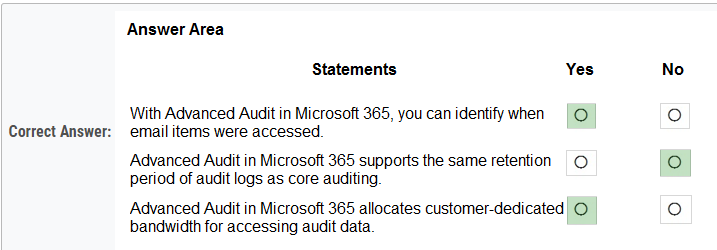 Answer Area
Statements Yes No
With Advanced Audit in Microsoft 365, you can identify when
email items were accessed.
Correct Answer:
Advanced Audit in Microsoft 365 supports the same retention
period of audit logs as core auditing.
Advanced Audit in Microsoft 365 allocates customer-dedicated
bandwidth for accessing audit data.